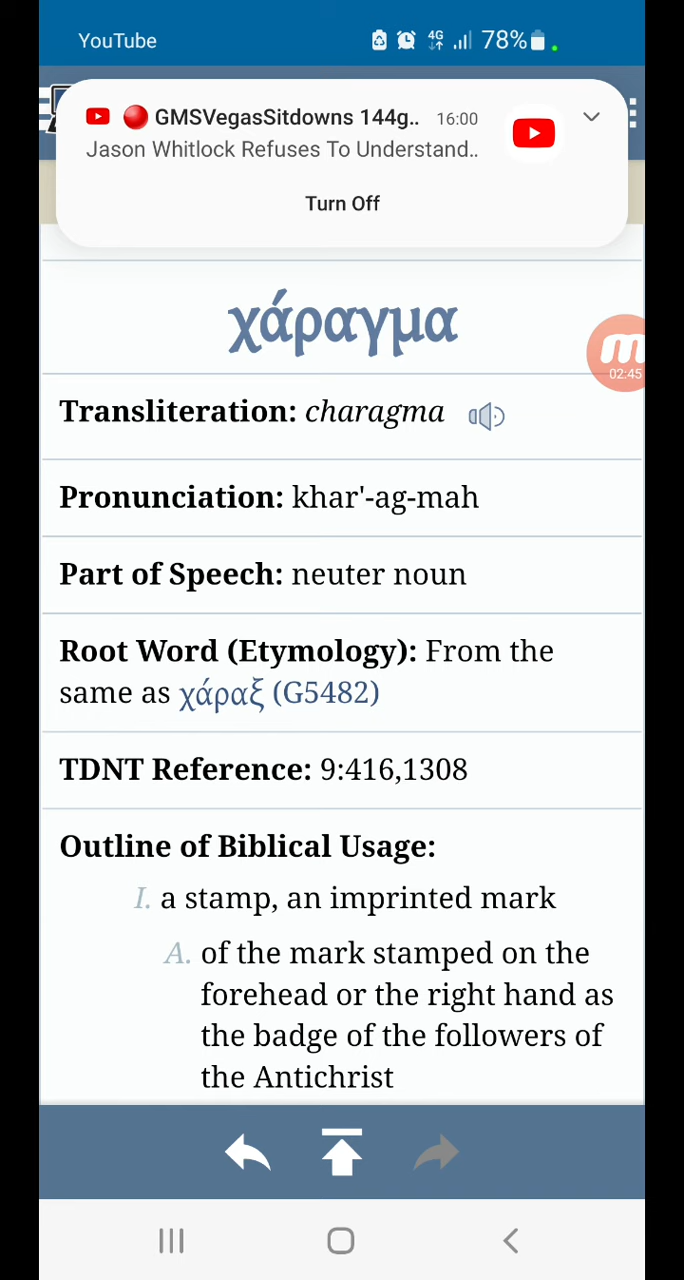 YouTube 4G 78%
GMSVegasSitdowns 144g.. 16:00
Jason Whitlock Refuses To Understand..
Turn Off
χάραγμα
m
02:45
Transliteration: charagma
Pronunciation: khar'-ag-mah
Part of Speech: neuter noun
Root Word (Etymology): From the
same as χάραξ (G5482)
TDNT Reference: 9:416,1308
Outline of Biblical Usage:
I. a stamp, an imprinted mark
A. of the mark stamped on the
forehead or the right hand as
the badge of the followers of
the Antichrist